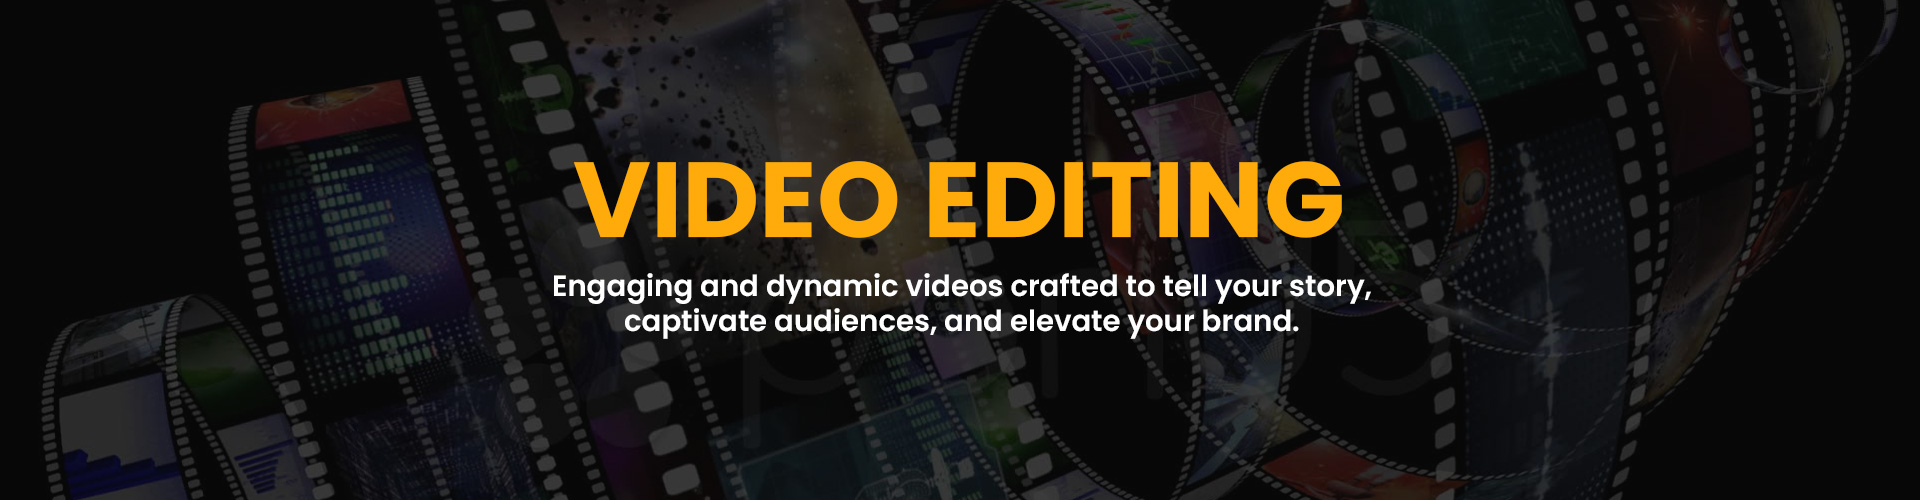 VIDEO EDITING
Engaging and dynamic videos crafted to tell your story,
captivate audiences, and elevate your brand.